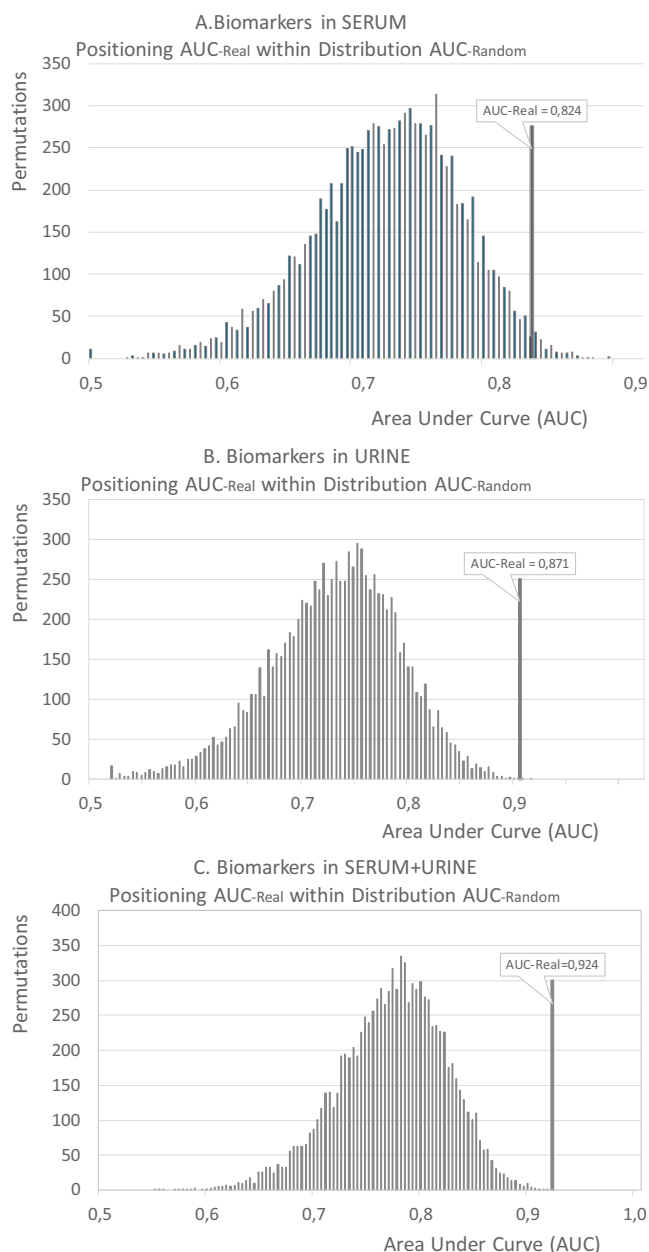 A.Biomarkers in SERUM
Positioning AUC-Real within Distribution AUC-Random
350
300
250
200
150
100
50
0
Permutations
AUC-Real = 0,824
0,5 0,6 0,7 0,8 0,9
Area Under Curve (AUC)
B. Biomarkers in URINE
Positioning AUC-Real within Distribution AUC-Random
350
300
250
200
150
100
50
0
Permutations
AUC-Real = 0,871
0,5 0,6 0,7 0,8 0,9
Area Under Curve (AUC)
C. Biomarkers in SERUM+URINE
Positioning AUC-Real within Distribution AUC-Random
400
350
300
250
200
150
100
50
0
Permutations
AUC-Real=0,924
0,5 0,6 0,7 0,8 0,9 1,0
Area Under Curve (AUC)